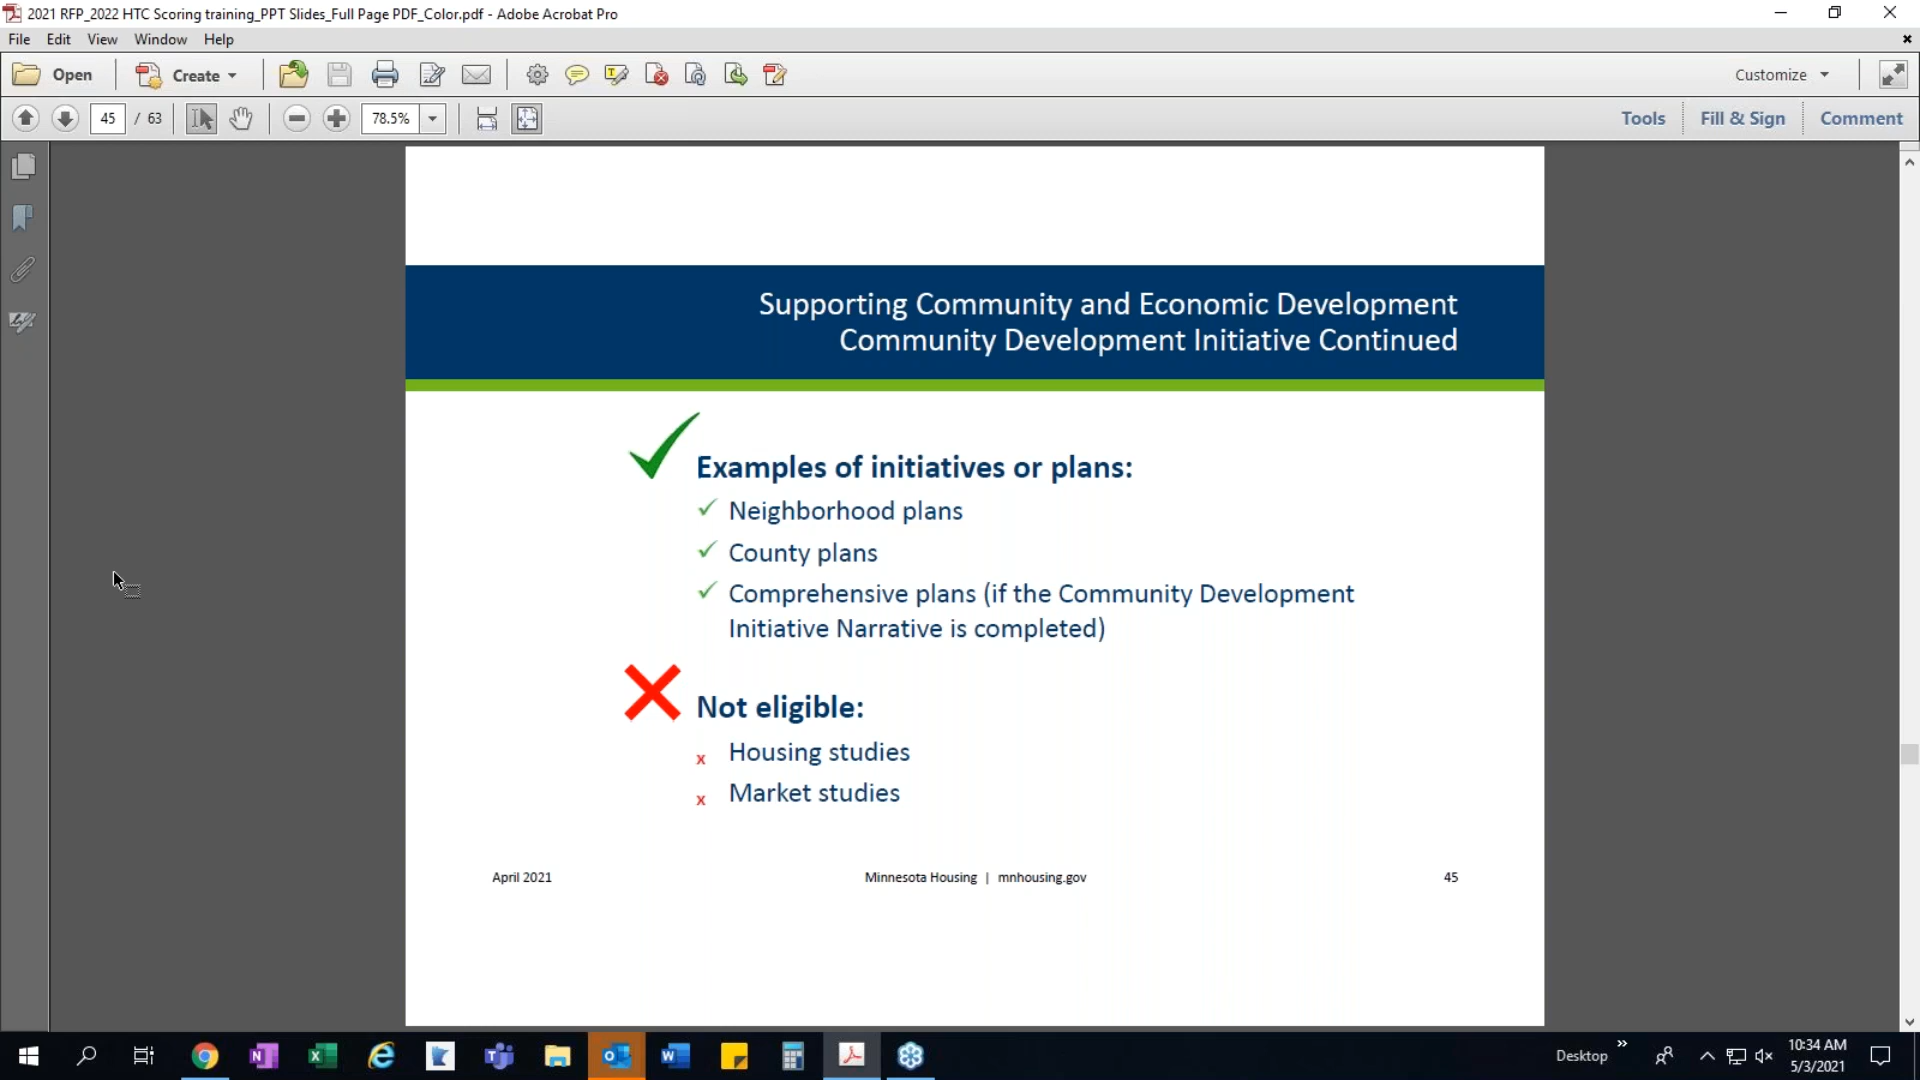 2021 RFP_2022 HTC Scoring training_PPT Slides_Full Page PDF_Color.pdf - Adobe Acrobat Pro
File Edit View Window Help
Open Create Customize
45 / 63 78.5% Tools Fill & Sign Comment
Supporting Community and Economic Development
Community Development Initiative Continued
Examples of initiatives or plans:
Neighborhood plans
County plans
Comprehensive plans (if the Community Development
Initiative Narrative is completed)
Not eligible:
x Housing studies
x Market studies
April 2021 Minnesota Housing | mnhousing.gov 45
Desktop 10:34 AM
5/3/2021